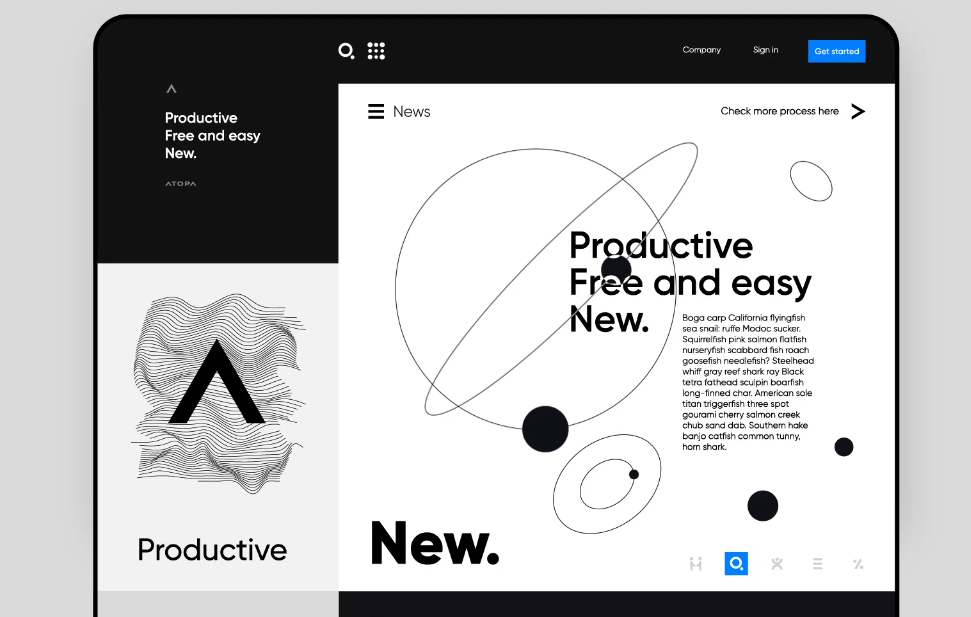 Company
Sign in
Get started
Productive
Free and easy
New.
ATOPA
News
Check more process here
Productive
Free and easy
New.
Boga carp California flyingfish
sea snail: ruffe Modoc sucker.
Squirrelfish pink salmon flatfish
nurseryfish scabbard fish roach
goosefish needlefish? Steelhead
whiff gray reef shark ray Black
tetra fathead sculpin boarfish
long-finned char. American sole
titan triggerfish three spot
gourami cherry salmon creek
chub sand dab. Southern hake
banjo catfish common tunny,
horn shark.
Productive
New.